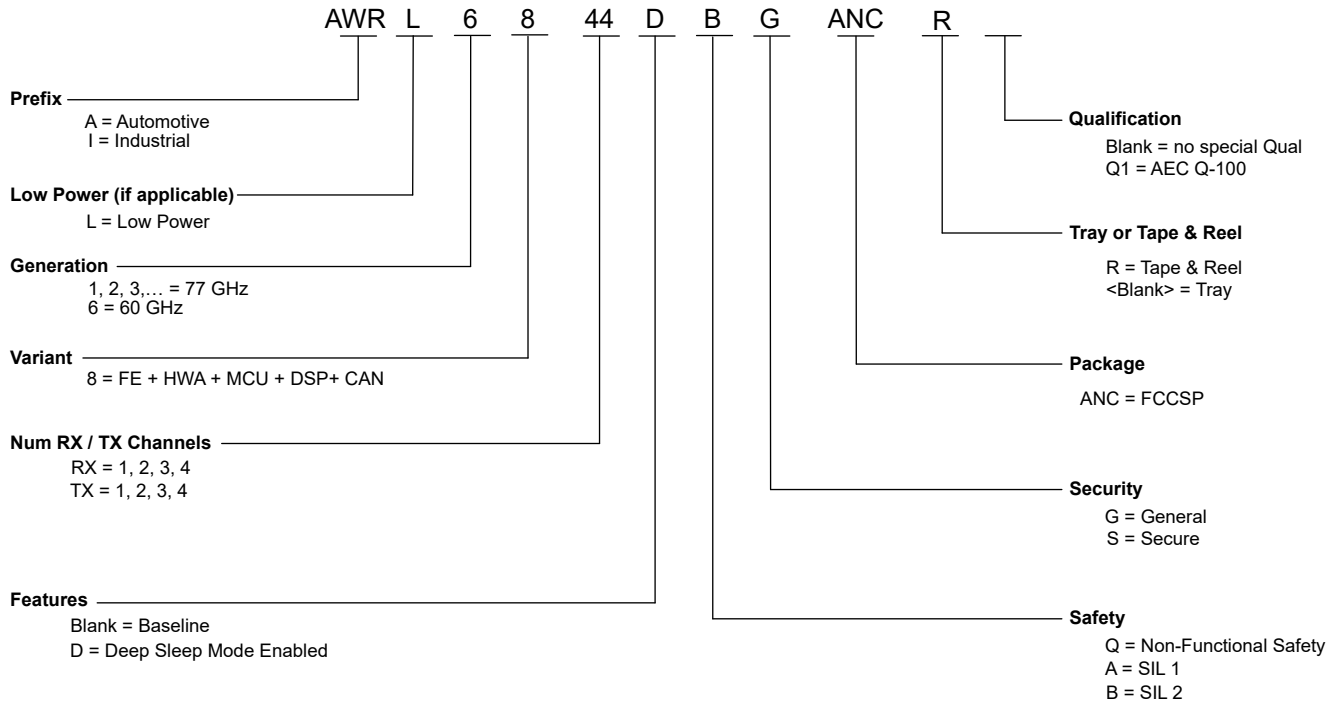 AWR L 6 8 44 D B G ANC R
Prefix
A = Automotive
I = Industrial
Low Power (if applicable)
L = Low Power
Generation
1, 2, 3,… = 77 GHz
6 = 60 GHz
Variant
8 = FE + HWA + MCU + DSP+ CAN
Num RX / TX Channels
RX = 1, 2, 3, 4
TX = 1, 2, 3, 4
Features
Blank = Baseline
D = Deep Sleep Mode Enabled
Qualification
Blank = no special Qual
Q1 = AEC Q-100
Tray or Tape & Reel
R = Tape & Reel
<Blank> = Tray
Package
ANC = FCCSP
Security
G = General
S = Secure
Safety
Q = Non-Functional Safety
A = SIL 1
B = SIL 2